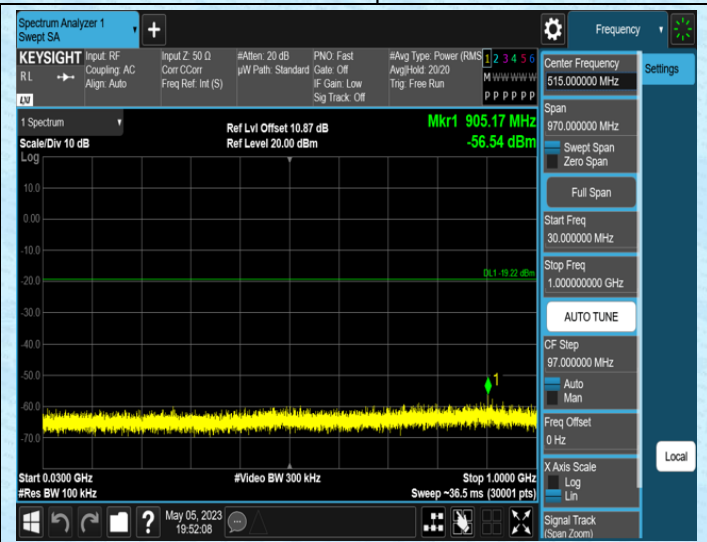 Spectrum Analyzer 1
Swept SA
+
Frequency
KEYSIGHT
RL
LXI
Input: RF
Coupling: AC
Align: Auto
Input Z: 50 Ω
Corr CCorr
Freq Ref: Int (S)
#Atten: 20 dB
µW Path: Standard
PNO: Fast
Gate: Off
IF Gain: Low
Sig Track: Off
#Avg Type: Power (RMS
Avg|Hold: 20/20
Trig: Free Run
1 2 3 4 5 6
M W W W W W
P P P P P P
1 Spectrum
Scale/Div 10 dB
Log
Ref Lvl Offset 10.87 dB
Ref Level 20.00 dBm
Mkr1 905.17 MHz
-56.54 dBm
10.0
0.00
-10.0
-20.0
-30.0
-40.0
-50.0
-60.0
-70.0
DL1 -19.22 dBm
1
Start 0.0300 GHz
#Res BW 100 kHz
#Video BW 300 kHz
Stop 1.0000 GHz
Sweep ~36.5 ms (30001 pts)
Center Frequency
515.000000 MHz
Span
970.000000 MHz
Swept Span
Zero Span
Full Span
Start Freq
30.000000 MHz
Stop Freq
1.000000000 GHz
AUTO TUNE
CF Step
97.000000 MHz
Auto
Man
Freq Offset
0 Hz
X Axis Scale
Log
Lin
Signal Track
(Span Zoom)
Settings
Local
?
May 05, 2023
19:52:08